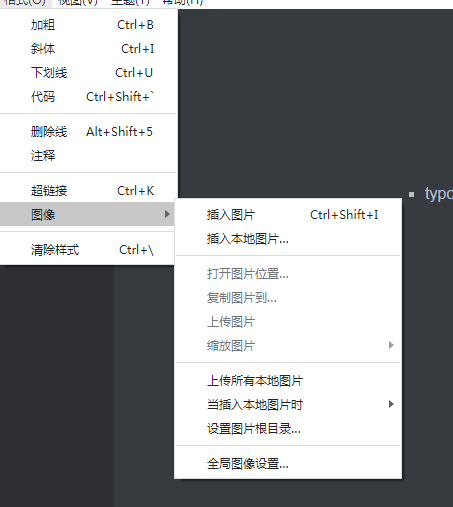 格式(O) 视图(V) 主题(T) 帮助(H)
加粗 Ctrl+B
斜体 Ctrl+I
下划线 Ctrl+U
代码 Ctrl+Shift+`
删除线 Alt+Shift+5
注释
超链接 Ctrl+K
图像
清除样式 Ctrl+\
typo
插入图片 Ctrl+Shift+I
插入本地图片...
打开图片位置...
复制图片到...
上传图片
缩放图片
上传所有本地图片
当插入本地图片时
设置图片根目录...
全局图像设置...